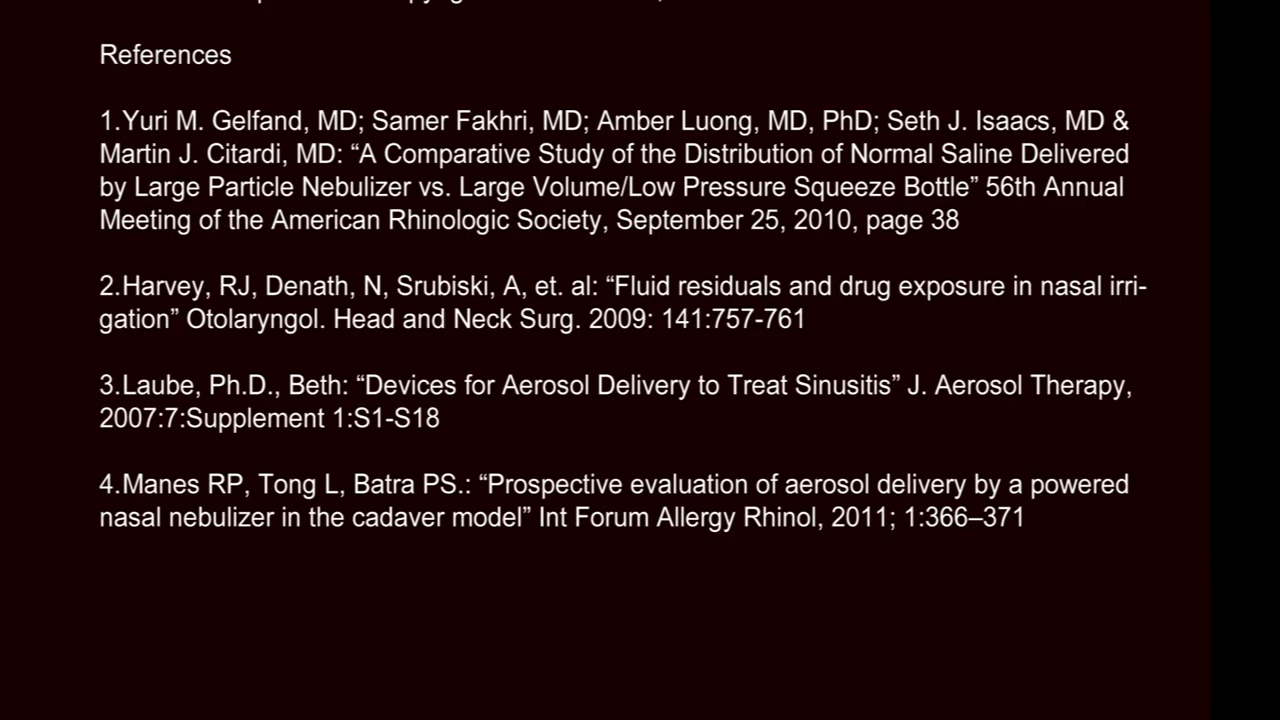 References
1.Yuri M. Gelfand, MD; Samer Fakhri, MD; Amber Luong, MD, PhD; Seth J. Isaacs, MD &
Martin J. Citardi, MD: “A Comparative Study of the Distribution of Normal Saline Delivered
by Large Particle Nebulizer vs. Large Volume/Low Pressure Squeeze Bottle” 56th Annual
Meeting of the American Rhinologic Society, September 25, 2010, page 38
2.Harvey, RJ, Denath, N, Srubiski, A, et. al: “Fluid residuals and drug exposure in nasal irri-
gation” Otolaryngol. Head and Neck Surg. 2009: 141:757-761
3.Laube, Ph.D., Beth: “Devices for Aerosol Delivery to Treat Sinusitis” J. Aerosol Therapy,
2007:7:Supplement 1:S1-S18
4.Manes RP, Tong L, Batra PS.: “Prospective evaluation of aerosol delivery by a powered
nasal nebulizer in the cadaver model” Int Forum Allergy Rhinol, 2011; 1:366–371